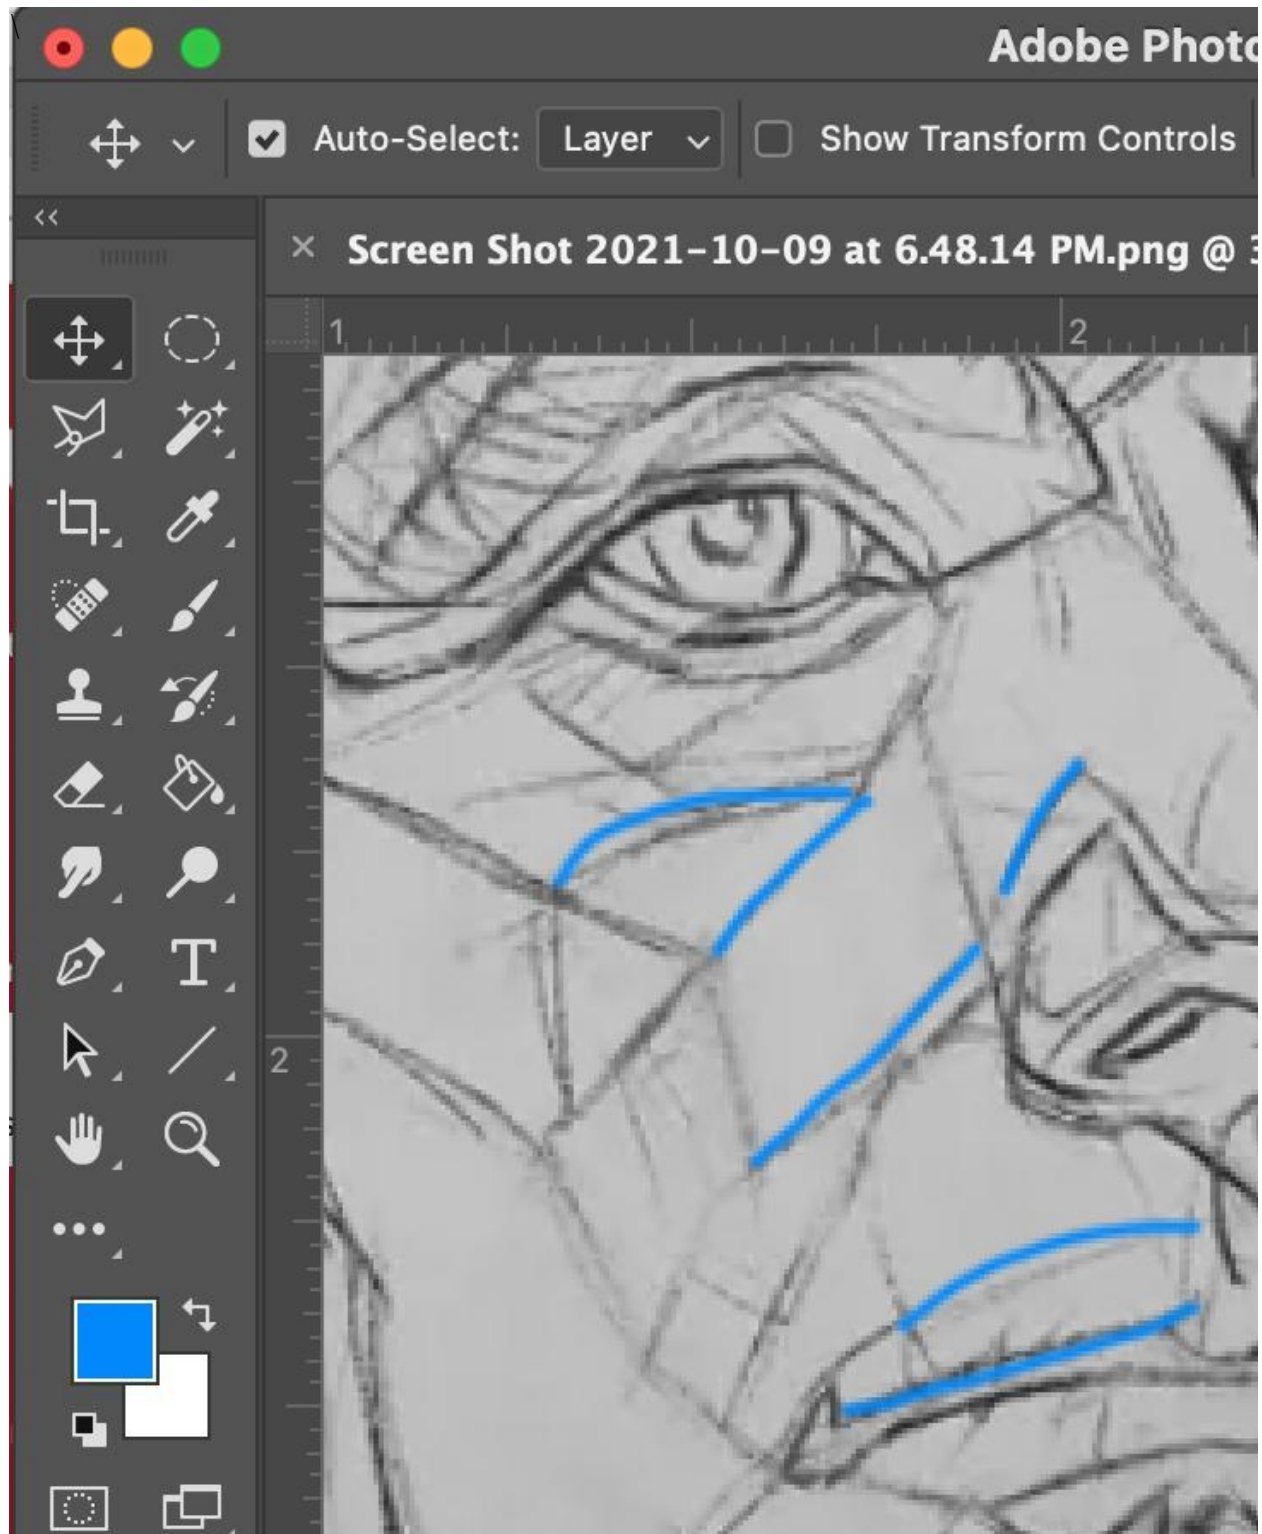 Adobe Photo
Auto-Select: Layer Show Transform Controls
Screen Shot 2021-10-09 at 6.48.14 PM.png @ 3
1 2
2